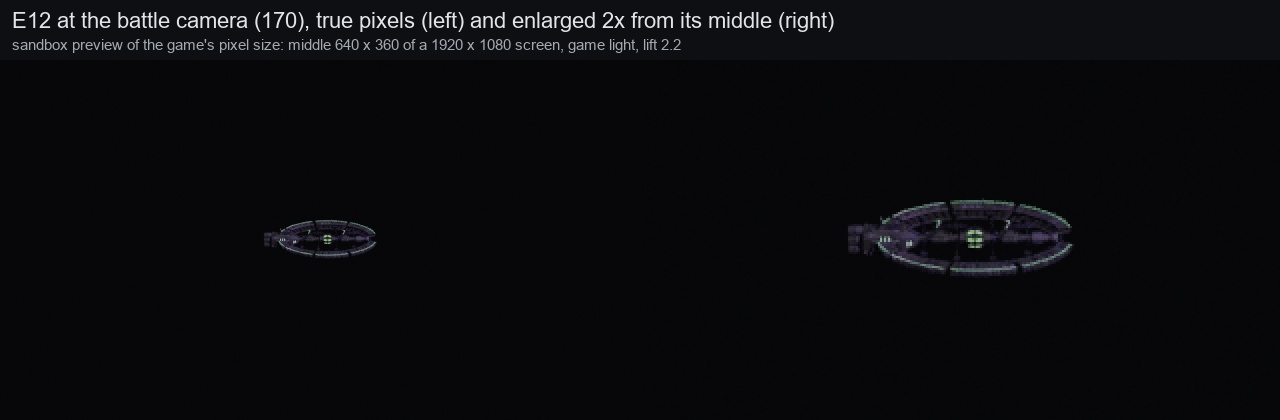 E12 at the battle camera (170), true pixels (left) and enlarged 2x from its middle (right)
sandbox preview of the game's pixel size: middle 640 x 360 of a 1920 x 1080 screen, game light, lift 2.2